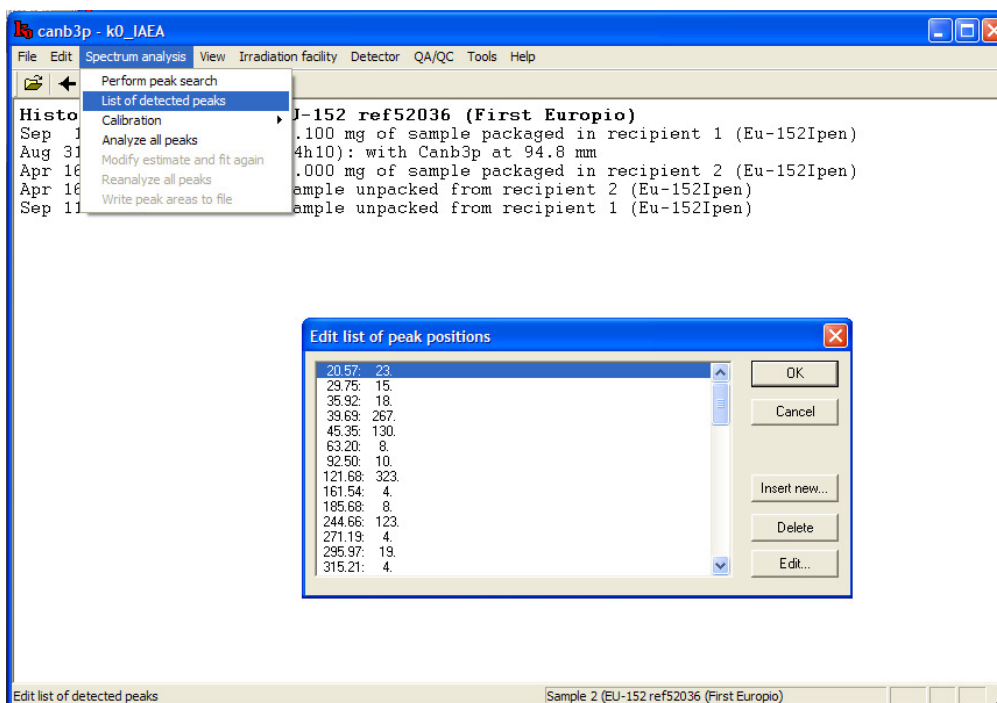 canb3p - k0_IAEA
File Edit Spectrum analysis View Irradiation facility Detector QA/QC Tools Help
Perform peak search
List of detected peaks
Calibration
Analyze all peaks
Modify estimate and fit again
Reanalyze all peaks
Write peak areas to file
Histo J-152 ref52036 (First Europio)
Sep 1 .100 mg of sample packaged in recipient 1 (Eu-152Ipen)
Aug 31 4h10): with Canb3p at 94.8 mm
Apr 16 .000 mg of sample packaged in recipient 2 (Eu-152Ipen)
Apr 16 ample unpacked from recipient 2 (Eu-152Ipen)
Sep 11 ample unpacked from recipient 1 (Eu-152Ipen)
Edit list of peak positions
20.57: 23.
29.75: 15.
35.92: 18.
39.69: 267.
45.35: 130.
63.20: 8.
92.50: 10.
121.68: 323.
161.54: 4.
185.68: 8.
244.66: 123.
271.19: 4.
295.97: 19.
315.21: 4.
OK
Cancel
Insert new...
Delete
Edit...
Edit list of detected peaks Sample 2 (EU-152 ref52036 (First Europio)